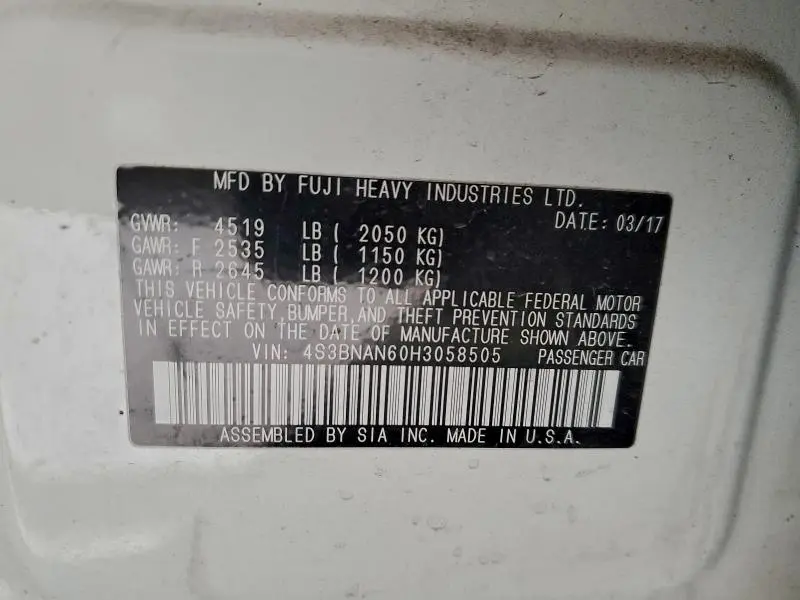 MFD BY FUJI HEAVY INDUSTRIES LTD.
DATE: 03/17
GVWR: 4519 LB ( 2050 KG)
GAWR: F 2535 LB ( 1150 KG)
GAWR: R 2645 LB ( 1200 KG)
THIS VEHICLE CONFORMS TO ALL APPLICABLE FEDERAL MOTOR
VEHICLE SAFETY,BUMPER,AND THEFT PREVENTION STANDARDS
IN EFFECT ON THE DATE OF MANUFACTURE SHOWN ABOVE.
VIN: 4S3BNAN60H3058505 PASSENGER CAR
ASSEMBLED BY SIA INC. MADE IN U.S.A.